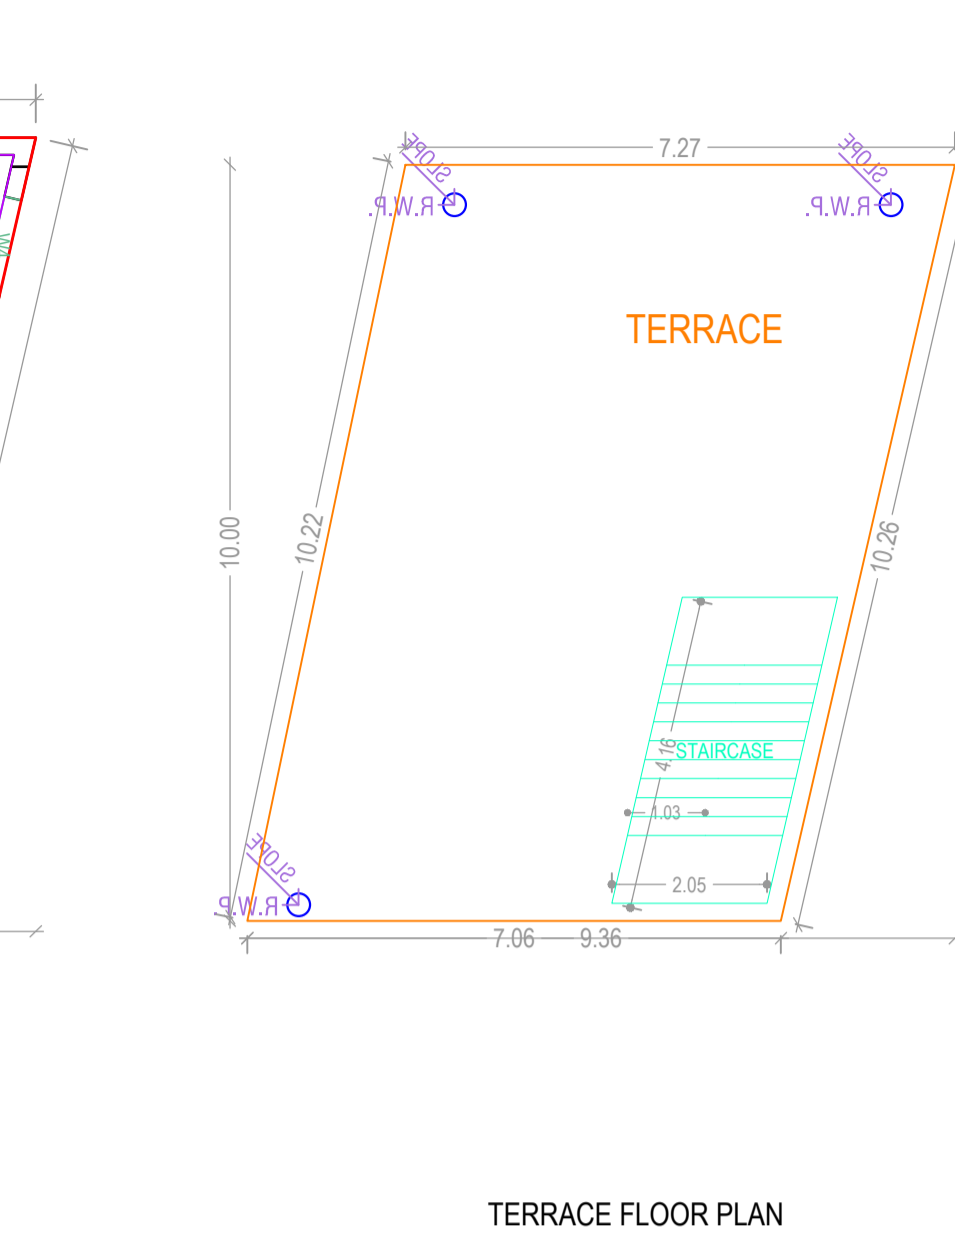 7.27
SLOPE
SLOPE
R.W.P.
R.W.P.
TERRACE
10.00
10.22
10.26
4.16
STAIRCASE
1.03
2.05
SLOPE
R.W.P.
7.06
9.36
TERRACE FLOOR PLAN